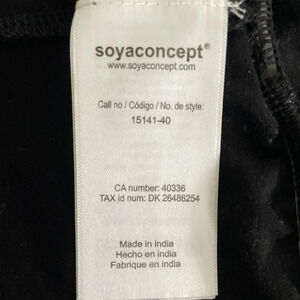 soyaconcept®
www.soyaconcept.com
Call no / Código / No. de style:
15141-40
CA number: 40336
TAX id num: DK 26486254
Made in india
Hecho en india
Fabrique en india